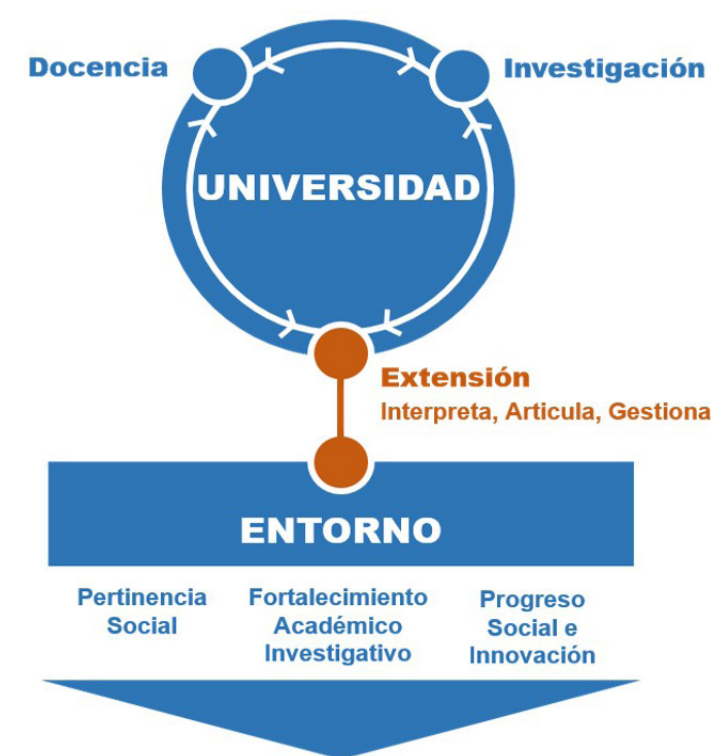 Docencia
Investigación
UNIVERSIDAD
Extensión
Interpreta, Articula, Gestiona
ENTORNO
Pertinencia
Social
Fortalecimiento
Académico
Investigativo
Progreso
Social e
Innovación